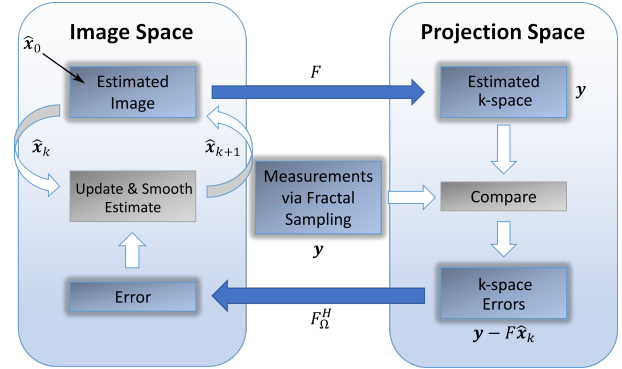 Image Space
Projection Space
x̂₀
Estimated
Image
F
Estimated
k-space
y
x̂ₖ
x̂ₖ₊₁
Update & Smooth
Estimate
Measurements
via Fractal
Sampling
y
Compare
Error
F_Ω^H
k-space
Errors
y − Fx̂ₖ